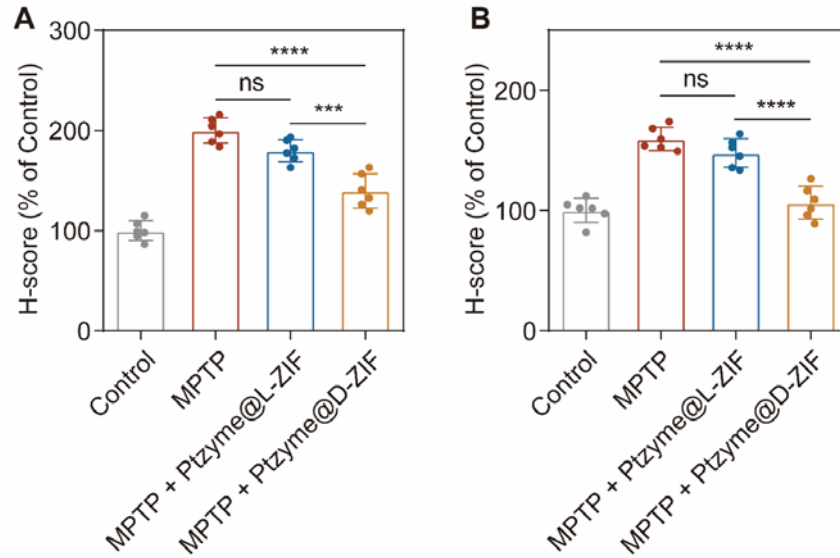 A
H-score (% of Control)
300
200
100
0
****
ns
***
Control
MPTP
MPTP + Ptzyme@L-ZIF
MPTP + Ptzyme@D-ZIF
B
H-score (% of Control)
200
100
0
****
ns
****
Control
MPTP
MPTP + Ptzyme@L-ZIF
MPTP + Ptzyme@D-ZIF